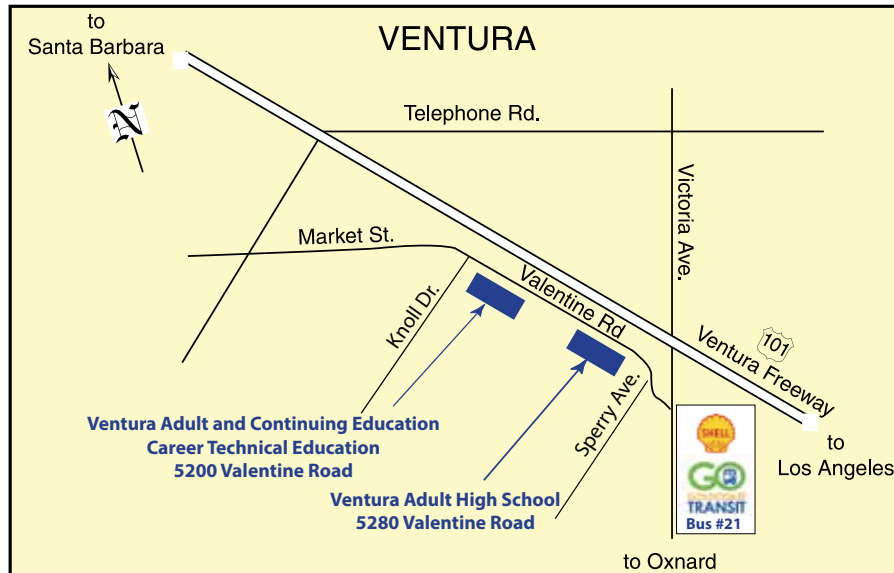 to
Santa Barbara
VENTURA
N
Telephone Rd.
Victoria Ave.
Market St.
Knoll Dr.
Valentine Rd
101
Ventura Freeway
Sperry Ave.
Ventura Adult and Continuing Education
Career Technical Education
5200 Valentine Road
Ventura Adult High School
5280 Valentine Road
SHELL
GO
GOLD COAST
TRANSIT
Bus #21
to
Los Angeles
to Oxnard